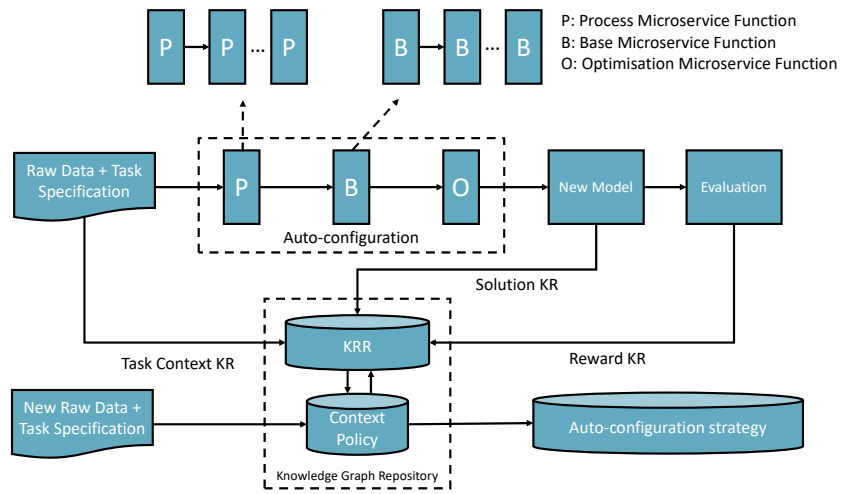 P P ... P
B B ... B
P: Process Microservice Function
B: Base Microservice Function
O: Optimisation Microservice Function
Raw Data + Task
Specification
P
B
O
New Model
Evaluation
Auto-configuration
Solution KR
KRR
Task Context KR
Reward KR
New Raw Data +
Task Specification
Context
Policy
Auto-configuration strategy
Knowledge Graph Repository